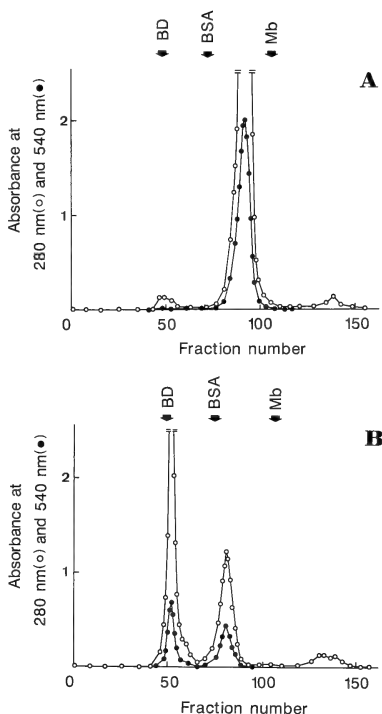 BD
BSA
Mb
A
Absorbance at
280 nm(○) and 540 nm(●)
2
1
0 50 100 150
Fraction number
BD
BSA
Mb
B
Absorbance at
280 nm(○) and 540 nm(●)
2
1
0 50 100 150
Fraction number